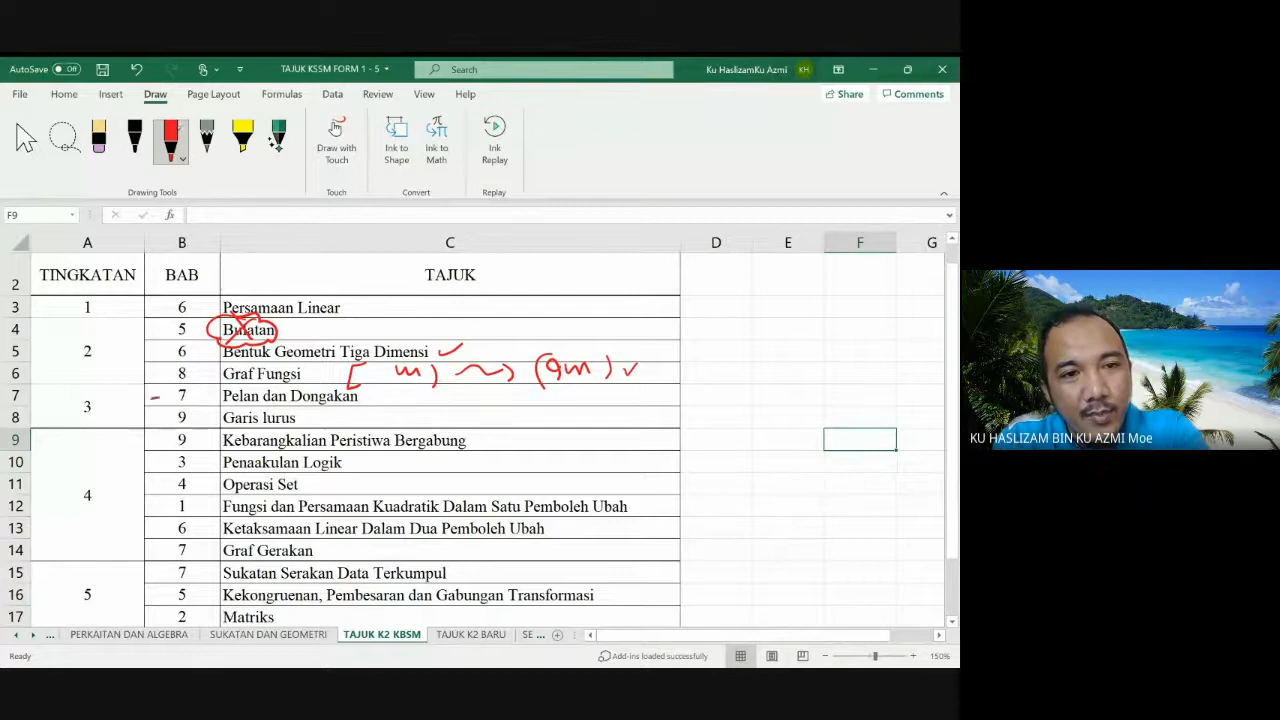 AutoSave Off TAJUK KSSM FORM 1 - 5 Search Ku HaslizamKu Azmi KH
File Home Insert Draw Page Layout Formulas Data Review View Help Share Comments
Draw with Touch
Ink to Shape
Ink to Math
Ink Replay
Drawing Tools Touch Convert Replay
F9 fx
A B C D E F G
2 TINGKATAN BAB TAJUK
3 1 6 Persamaan Linear
4 5 Bulatan
5 2 6 Bentuk Geometri Tiga Dimensi
6 8 Graf Fungsi [ m) (9m)
7 3 7 Pelan dan Dongakan
8 9 Garis lurus
9 9 Kebarangkalian Peristiwa Bergabung
10 3 Penaakulan Logik
11 4 4 Operasi Set
12 1 Fungsi dan Persamaan Kuadratik Dalam Satu Pemboleh Ubah
13 6 Ketaksamaan Linear Dalam Dua Pemboleh Ubah
14 7 Graf Gerakan
15 7 Sukatan Serakan Data Terkumpul
16 5 5 Kekongruenan, Pembesaran dan Gabungan Transformasi
17 2 Matriks
... PERKAITAN DAN ALGEBRA SUKATAN DAN GEOMETRI TAJUK K2 KBSM TAJUK K2 BARU SE ...
Ready Add-ins loaded successfully 150%
KU HASLIZAM BIN KU AZMI Moe